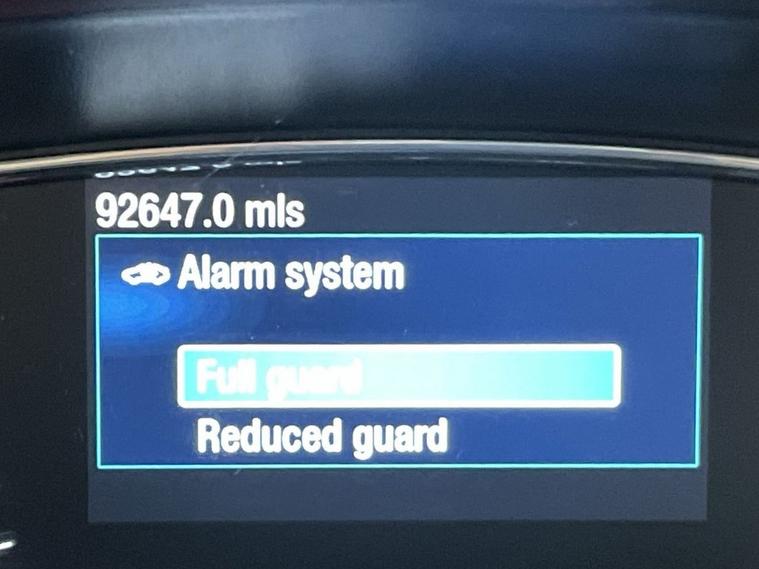 92647.0 mls
Alarm system
Full guard
Reduced guard